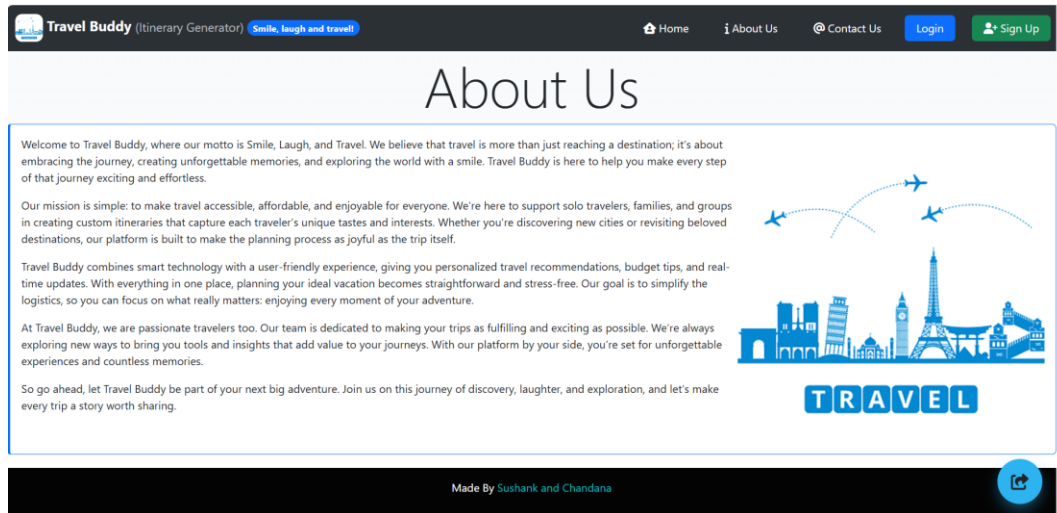 Travel Buddy (Itinerary Generator) Smile, laugh and travel!
Home
About Us
Contact Us
Login
Sign Up
About Us
Welcome to Travel Buddy, where our motto is Smile, Laugh, and Travel. We believe that travel is more than just reaching a destination; it's about
embracing the journey, creating unforgettable memories, and exploring the world with a smile. Travel Buddy is here to help you make every step
of that journey exciting and effortless.
Our mission is simple: to make travel accessible, affordable, and enjoyable for everyone. We're here to support solo travelers, families, and groups
in creating custom itineraries that capture each traveler's unique tastes and interests. Whether you're discovering new cities or revisiting beloved
destinations, our platform is built to make the planning process as joyful as the trip itself.
Travel Buddy combines smart technology with a user-friendly experience, giving you personalized travel recommendations, budget tips, and real-
time updates. With everything in one place, planning your ideal vacation becomes straightforward and stress-free. Our goal is to simplify the
logistics, so you can focus on what really matters: enjoying every moment of your adventure.
At Travel Buddy, we are passionate travelers too. Our team is dedicated to making your trips as fulfilling and exciting as possible. We're always
exploring new ways to bring you tools and insights that add value to your journeys. With our platform by your side, you're set for unforgettable
experiences and countless memories.
So go ahead, let Travel Buddy be part of your next big adventure. Join us on this journey of discovery, laughter, and exploration, and let's make
every trip a story worth sharing.
TRAVEL
Made By Sushank and Chandana